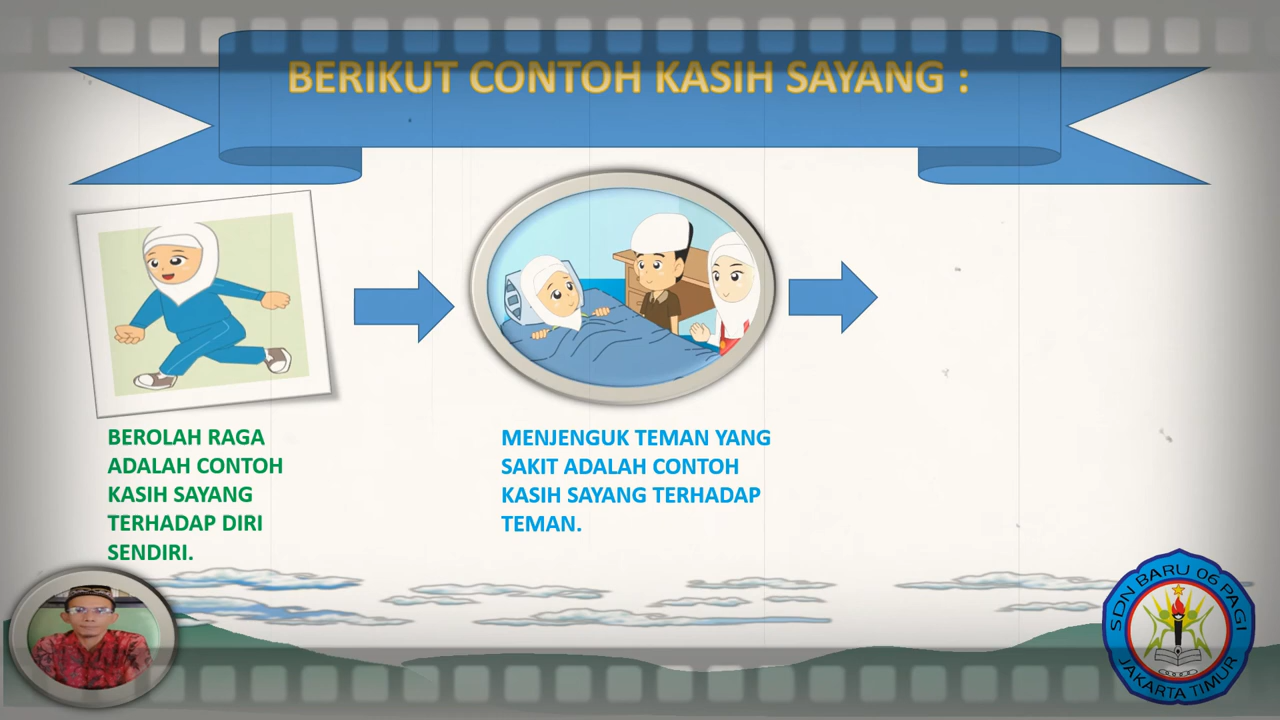 BERIKUT CONTOH KASIH SAYANG :
BEROLAH RAGA
ADALAH CONTOH
KASIH SAYANG
TERHADAP DIRI
SENDIRI.
MENJENGUK TEMAN YANG
SAKIT ADALAH CONTOH
KASIH SAYANG TERHADAP
TEMAN.
SDN BARU 06 PAGI
JAKARTA TIMUR